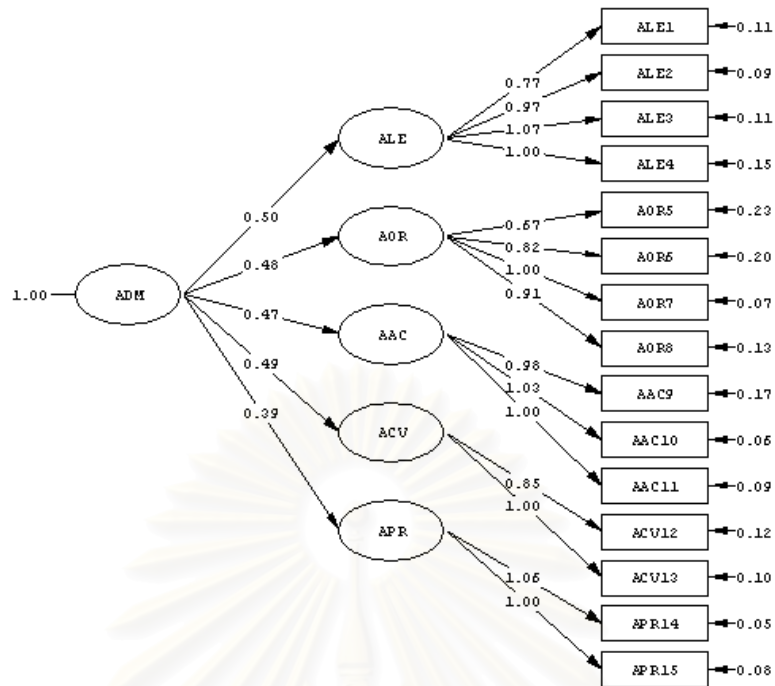 ALE1 0.11
0.77
ALE2 0.09
0.97
ALE3 0.11
1.07
ALE
1.00
ALE4 0.15
0.50
AOR5 0.23
0.67
AOR
0.82
AOR6 0.20
1.00
0.48
0.91
AOR7 0.07
1.00 ADM
0.47
AAC
AOR8 0.13
0.98
0.49
1.03
AAC9 0.17
1.00
0.39
ACV
AAC10 0.06
0.85
AAC11 0.09
1.00
APR
ACV12 0.12
1.06
ACV13 0.10
1.00
APR14 0.05
APR15 0.08